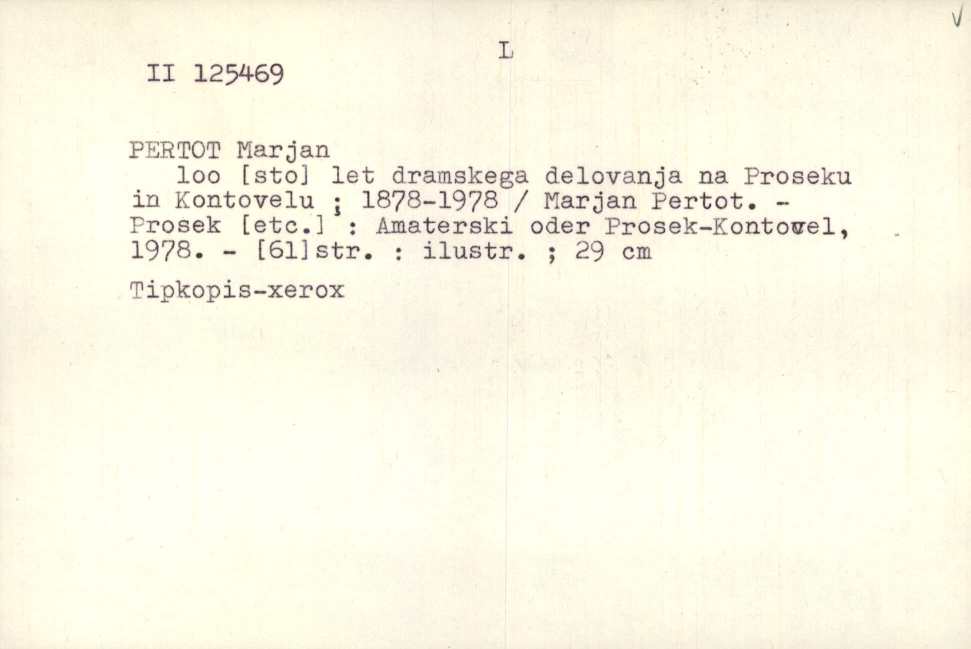 L
II 125469
PERTOT Marjan
loo [sto] let dramskega delovanja na Proseku
in Kontovelu ; 1878-1978 / Marjan Pertot. -
Prosek [etc.] : Amaterski oder Prosek-Kontovel,
1978. - [61]str. : ilustr. ; 29 cm
Tipkopis-xerox